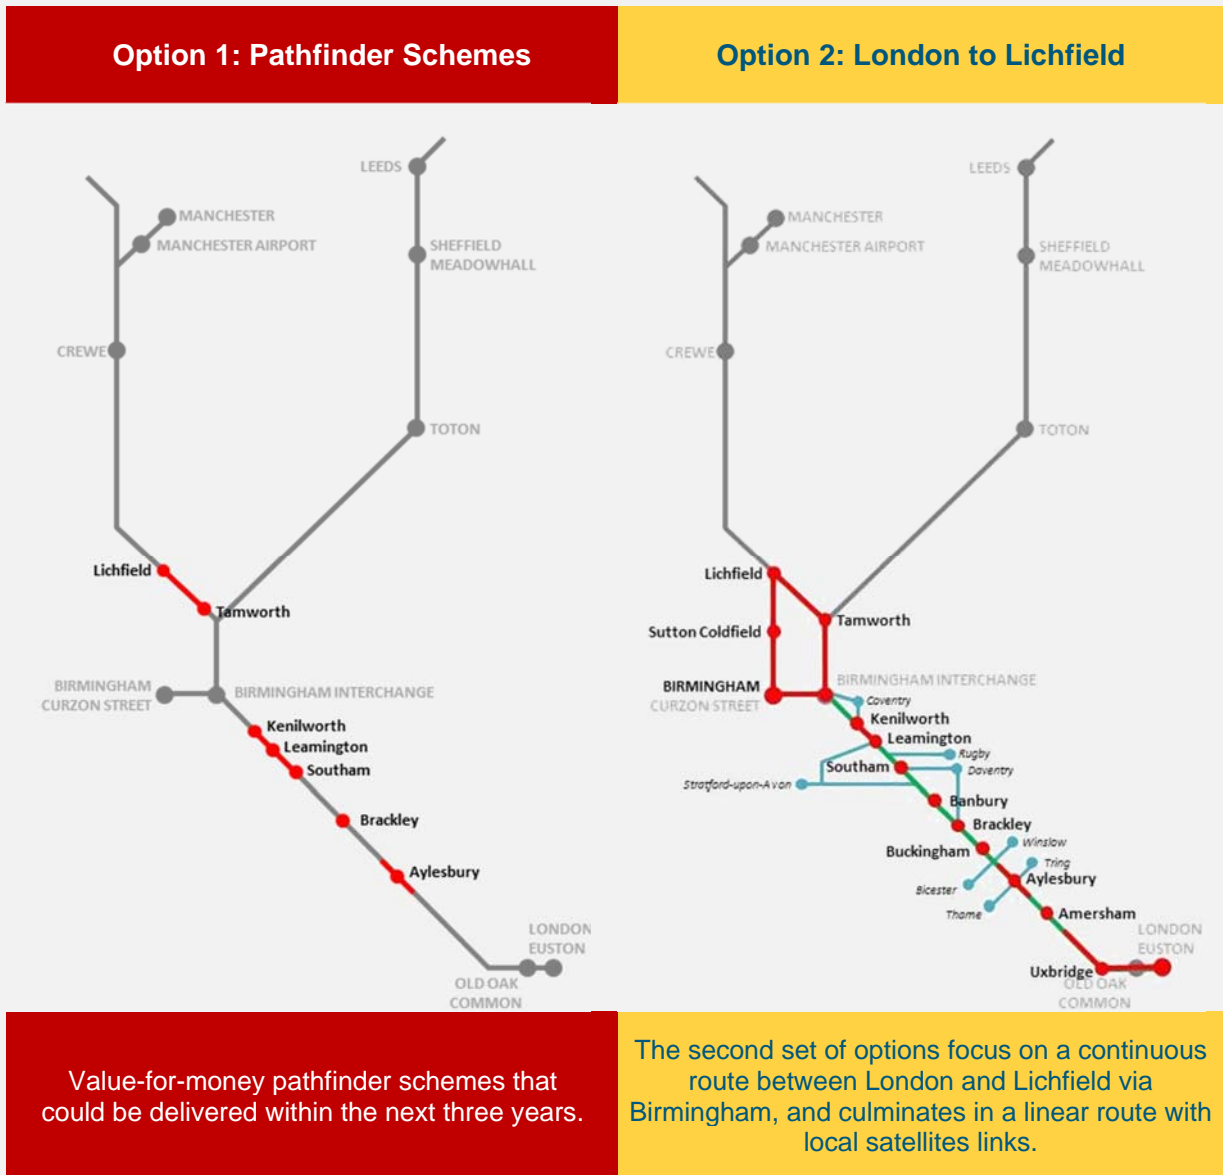 Option 1: Pathfinder Schemes
LEEDS
MANCHESTER
MANCHESTER AIRPORT
SHEFFIELD
MEADOWHALL
CREWE
TOTON
Lichfield
Tamworth
BIRMINGHAM
CURZON STREET
BIRMINGHAM INTERCHANGE
Kenilworth
Leamington
Southam
Brackley
Aylesbury
LONDON
EUSTON
OLD OAK
COMMON
Value-for-money pathfinder schemes that
could be delivered within the next three years.
Option 2: London to Lichfield
LEEDS
MANCHESTER
MANCHESTER AIRPORT
SHEFFIELD
MEADOWHALL
CREWE
TOTON
Lichfield
Tamworth
Sutton Coldfield
BIRMINGHAM
CURZON STREET
BIRMINGHAM INTERCHANGE
Coventry
Kenilworth
Leamington
Rugby
Southam
Daventry
Stratford-upon-Avon
Banbury
Brackley
Winslow
Buckingham
Tring
Aylesbury
Bicester
Thame
Amersham
LONDON
EUSTON
Uxbridge
OLD OAK
COMMON
The second set of options focus on a continuous
route between London and Lichfield via
Birmingham, and culminates in a linear route with
local satellites links.